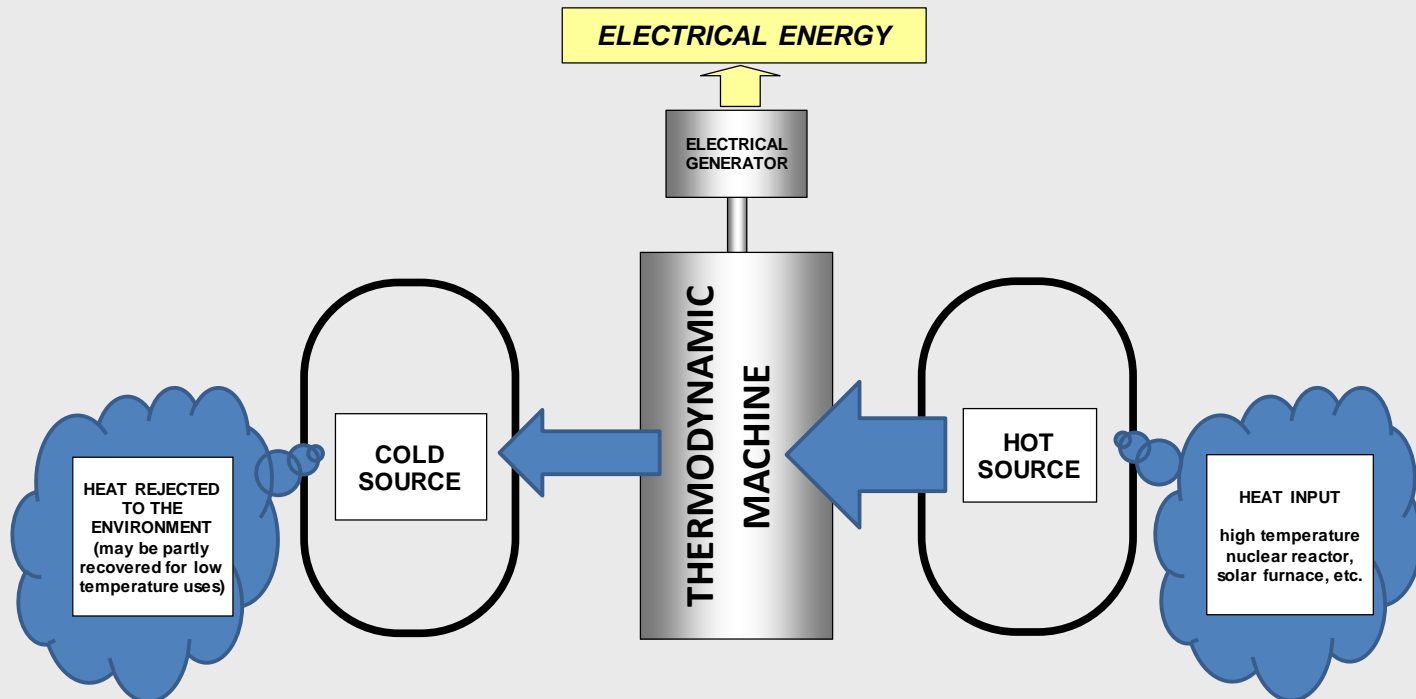 ELECTRICAL ENERGY
ELECTRICAL
GENERATOR
THERMODYNAMIC
MACHINE
COLD
SOURCE
HOT
SOURCE
HEAT REJECTED
TO THE
ENVIRONMENT
(may be partly
recovered for low
temperature uses)
HEAT INPUT
high temperature
nuclear reactor,
solar furnace, etc.